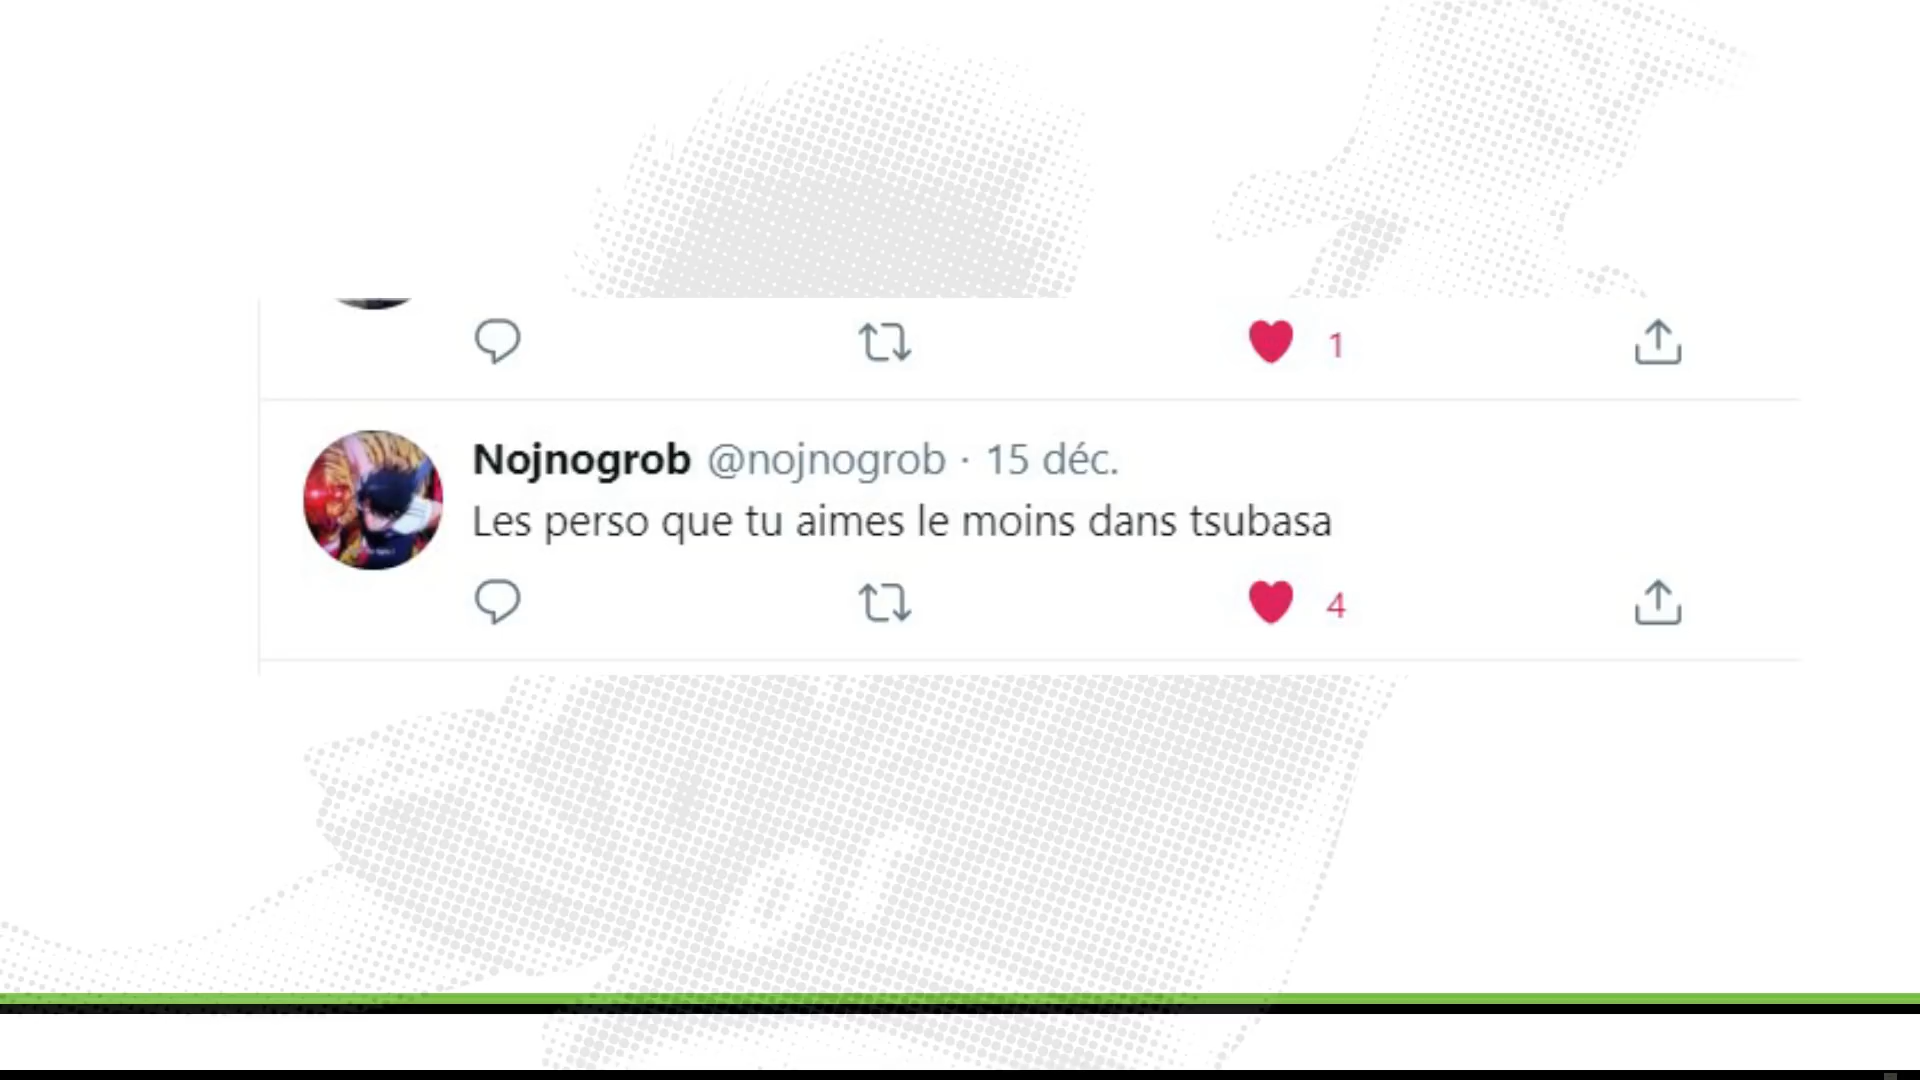 1
Nojnogrob @nojnogrob · 15 déc.
Les perso que tu aimes le moins dans tsubasa
4